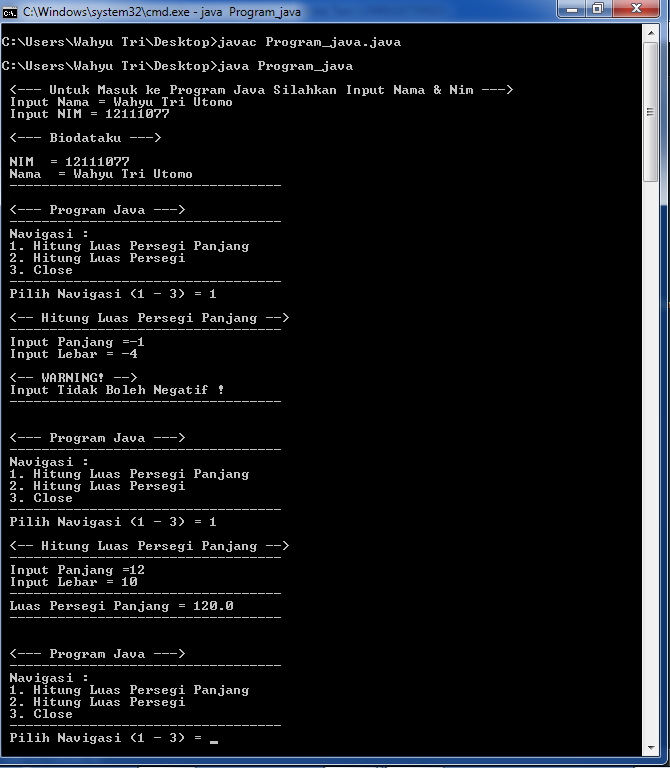 C:\Windows\system32\cmd.exe - java  Program_java
C:\Users\Wahyu Tri\Desktop>javac Program_java.java
C:\Users\Wahyu Tri\Desktop>java Program_java
<--- Untuk Masuk ke Program Java Silahkan Input Nama & Nim --->
Input Nama = Wahyu Tri Utomo
Input NIM = 12111077
<--- Biodataku --->
NIM  = 12111077
Nama  = Wahyu Tri Utomo
----------------------------------
<--- Program Java --->
----------------------------------
Navigasi :
1. Hitung Luas Persegi Panjang
2. Hitung Luas Persegi
3. Close
----------------------------------
Pilih Navigasi (1 - 3) = 1
<-- Hitung Luas Persegi Panjang -->
----------------------------------
Input Panjang =-1
Input Lebar = -4
<-- WARNING! -->
Input Tidak Boleh Negatif !
----------------------------------
<--- Program Java --->
----------------------------------
Navigasi :
1. Hitung Luas Persegi Panjang
2. Hitung Luas Persegi
3. Close
----------------------------------
Pilih Navigasi (1 - 3) = 1
<-- Hitung Luas Persegi Panjang -->
----------------------------------
Input Panjang =12
Input Lebar = 10
----------------------------------
Luas Persegi Panjang = 120.0
----------------------------------
<--- Program Java --->
----------------------------------
Navigasi :
1. Hitung Luas Persegi Panjang
2. Hitung Luas Persegi
3. Close
----------------------------------
Pilih Navigasi (1 - 3) = _